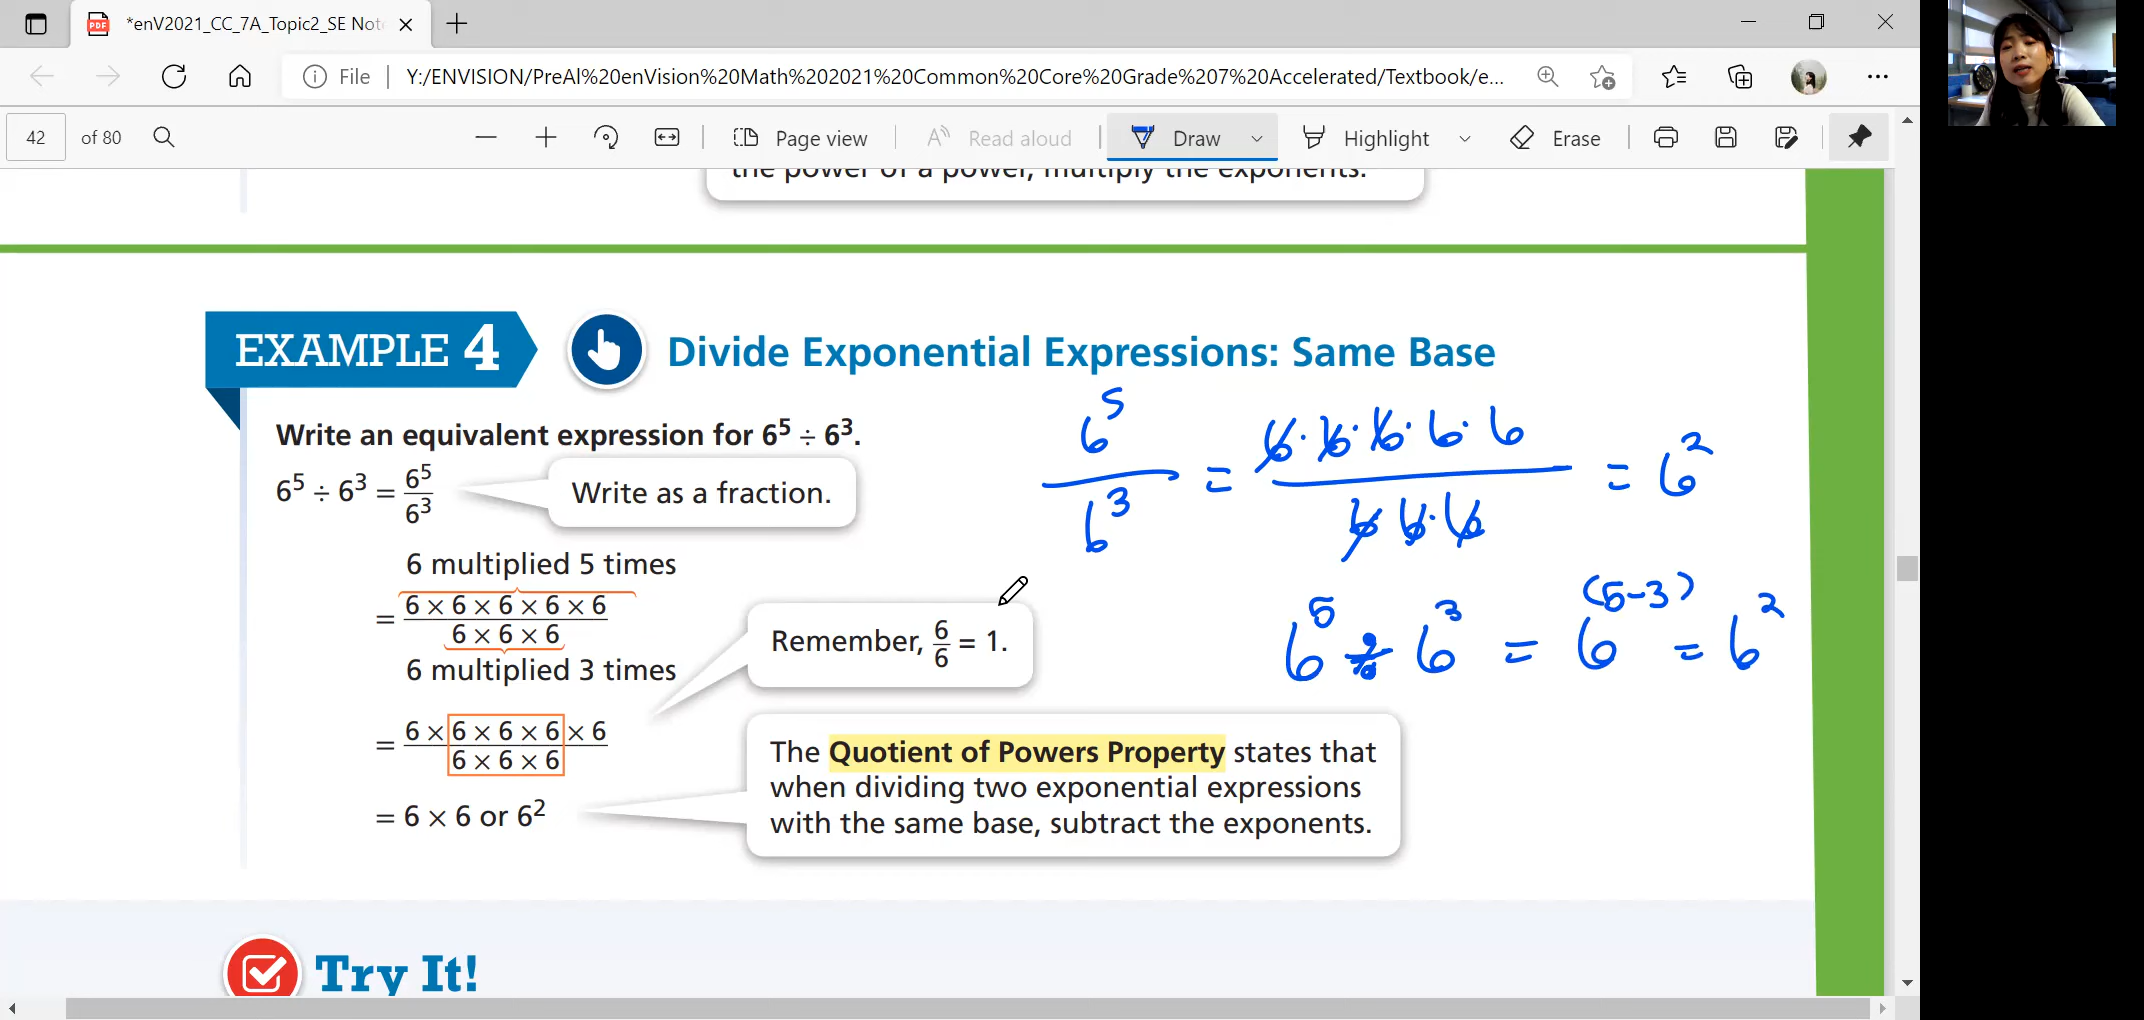 *enV2021_CC_7A_Topic2_SE Not
File
Y:/ENVISION/PreAl%20enVision%20Math%202021%20Common%20Core%20Grade%207%20Accelerated/Textbook/e...
42 of 80
Page view
Read aloud
Draw
Highlight
Erase
the power of a power, multiply the exponents.
EXAMPLE 4
Divide Exponential Expressions: Same Base
Write an equivalent expression for 6⁵ ÷ 6³.
6⁵ ÷ 6³ = 6⁵/6³
Write as a fraction.
6 multiplied 5 times
= (6 × 6 × 6 × 6 × 6)/(6 × 6 × 6)
6 multiplied 3 times
Remember, 6/6 = 1.
= (6 × 6 × 6 × 6 × 6)/(6 × 6 × 6)
= 6 × 6 or 6²
The Quotient of Powers Property states that
when dividing two exponential expressions
with the same base, subtract the exponents.
6⁵/6³ = (6·6·6·6·6)/(6 6·6) = 6²
6⁵ ÷ 6³ = 6⁽⁵⁻³⁾ = 6²
Try It!